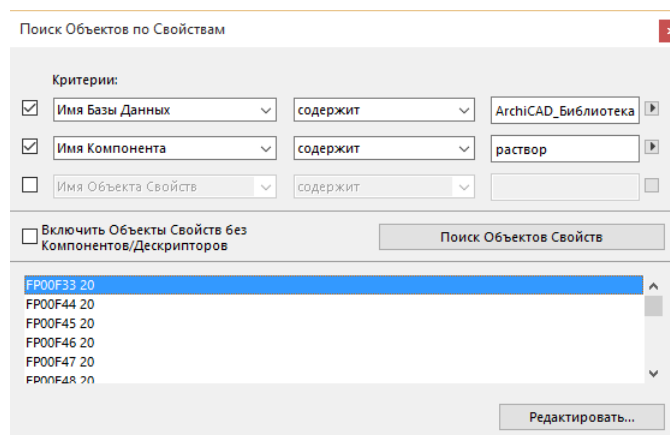 Поиск Объектов по Свойствам
Критерии:
Имя Базы Данных содержит ArchiCAD_Библиотека
Имя Компонента содержит раствор
Имя Объекта Свойств содержит
Включить Объекты Свойств без
Компонентов/Дескрипторов
Поиск Объектов Свойств
FP00F33 20
FP00F44 20
FP00F45 20
FP00F46 20
FP00F47 20
FP00F48 20
Редактировать...